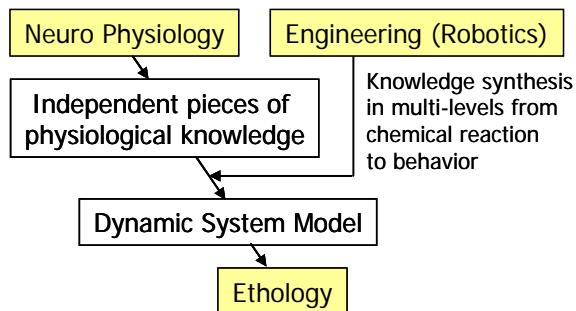 Neuro Physiology
Engineering (Robotics)
Independent pieces of
physiological knowledge
Knowledge synthesis
in multi-levels from
chemical reaction
to behavior
Dynamic System Model
Ethology